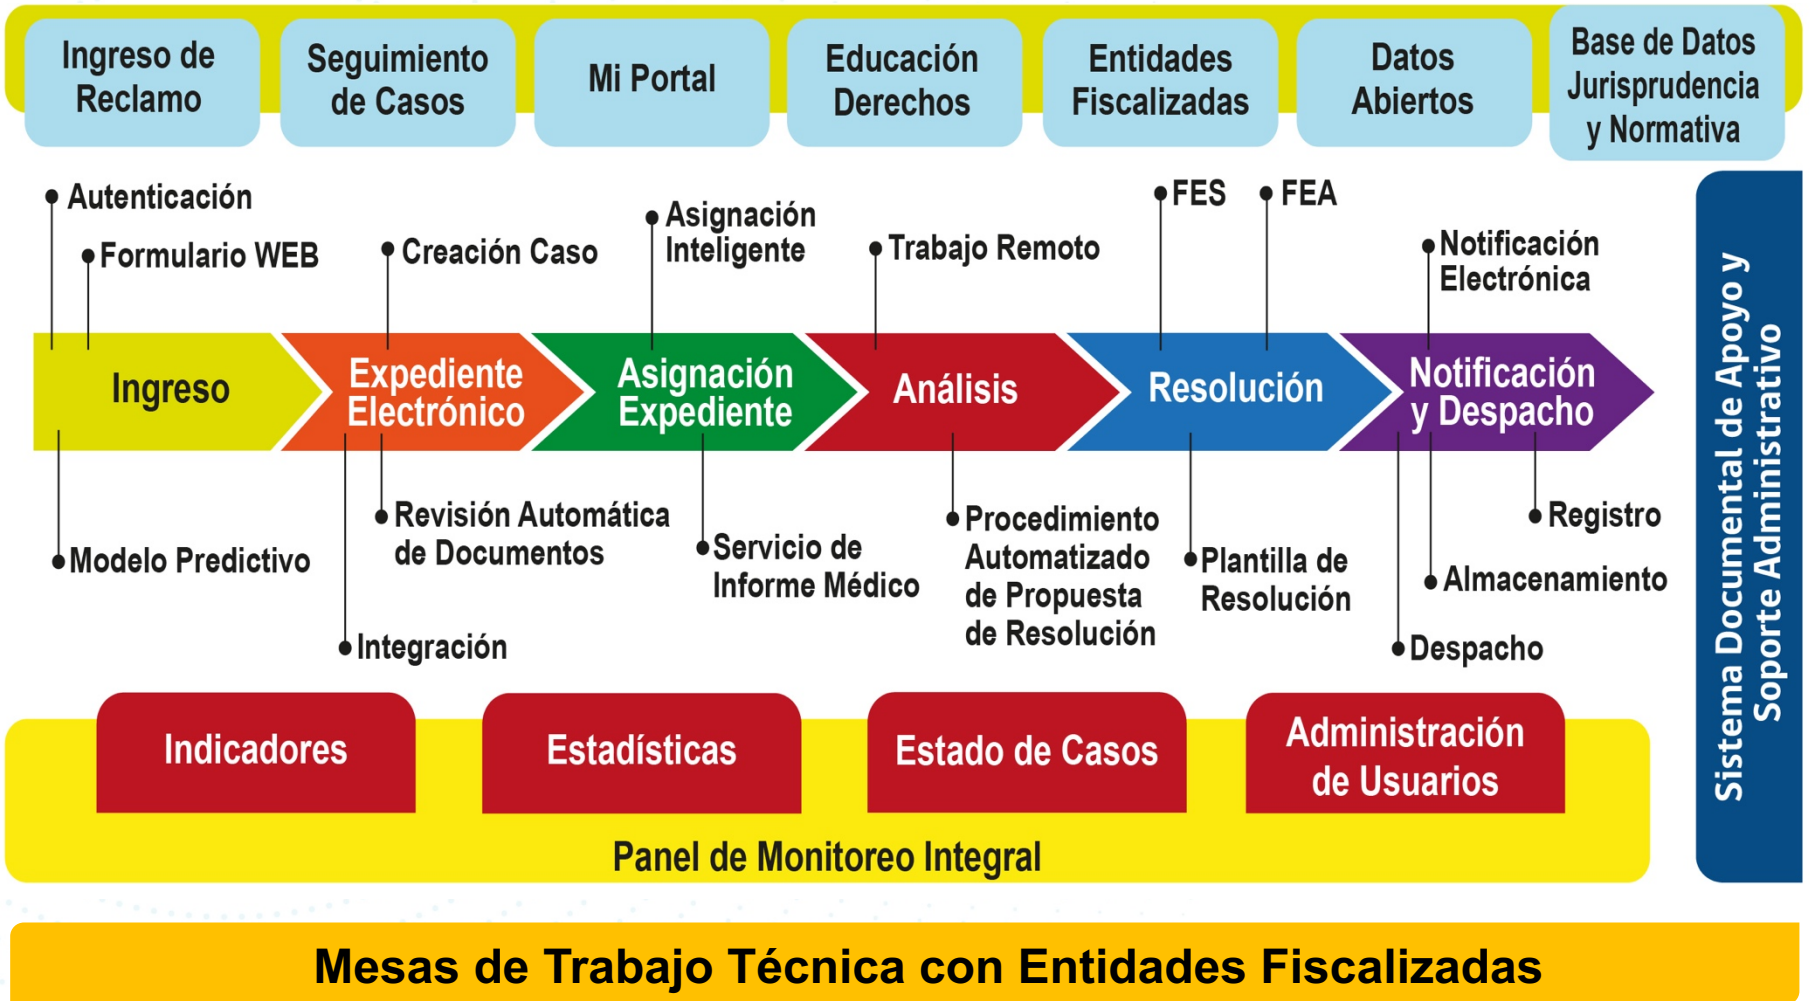 Ingreso de
Reclamo
Seguimiento
de Casos
Mi Portal
Educación
Derechos
Entidades
Fiscalizadas
Datos
Abiertos
Base de Datos
Jurisprudencia
y Normativa
Autenticación
Formulario WEB
Creación Caso
Asignación
Inteligente
Trabajo Remoto
FES
FEA
Notificación
Electrónica
Ingreso
Expediente
Electrónico
Asignación
Expediente
Análisis
Resolución
Notificación
y Despacho
Modelo Predictivo
Integración
Revisión Automática
de Documentos
Servicio de
Informe Médico
Procedimiento
Automatizado
de Propuesta
de Resolución
Plantilla de
Resolución
Despacho
Almacenamiento
Registro
Sistema Documental de Apoyo y
Soporte Administrativo
Indicadores
Estadísticas
Estado de Casos
Administración
de Usuarios
Panel de Monitoreo Integral
Mesas de Trabajo Técnica con Entidades Fiscalizadas